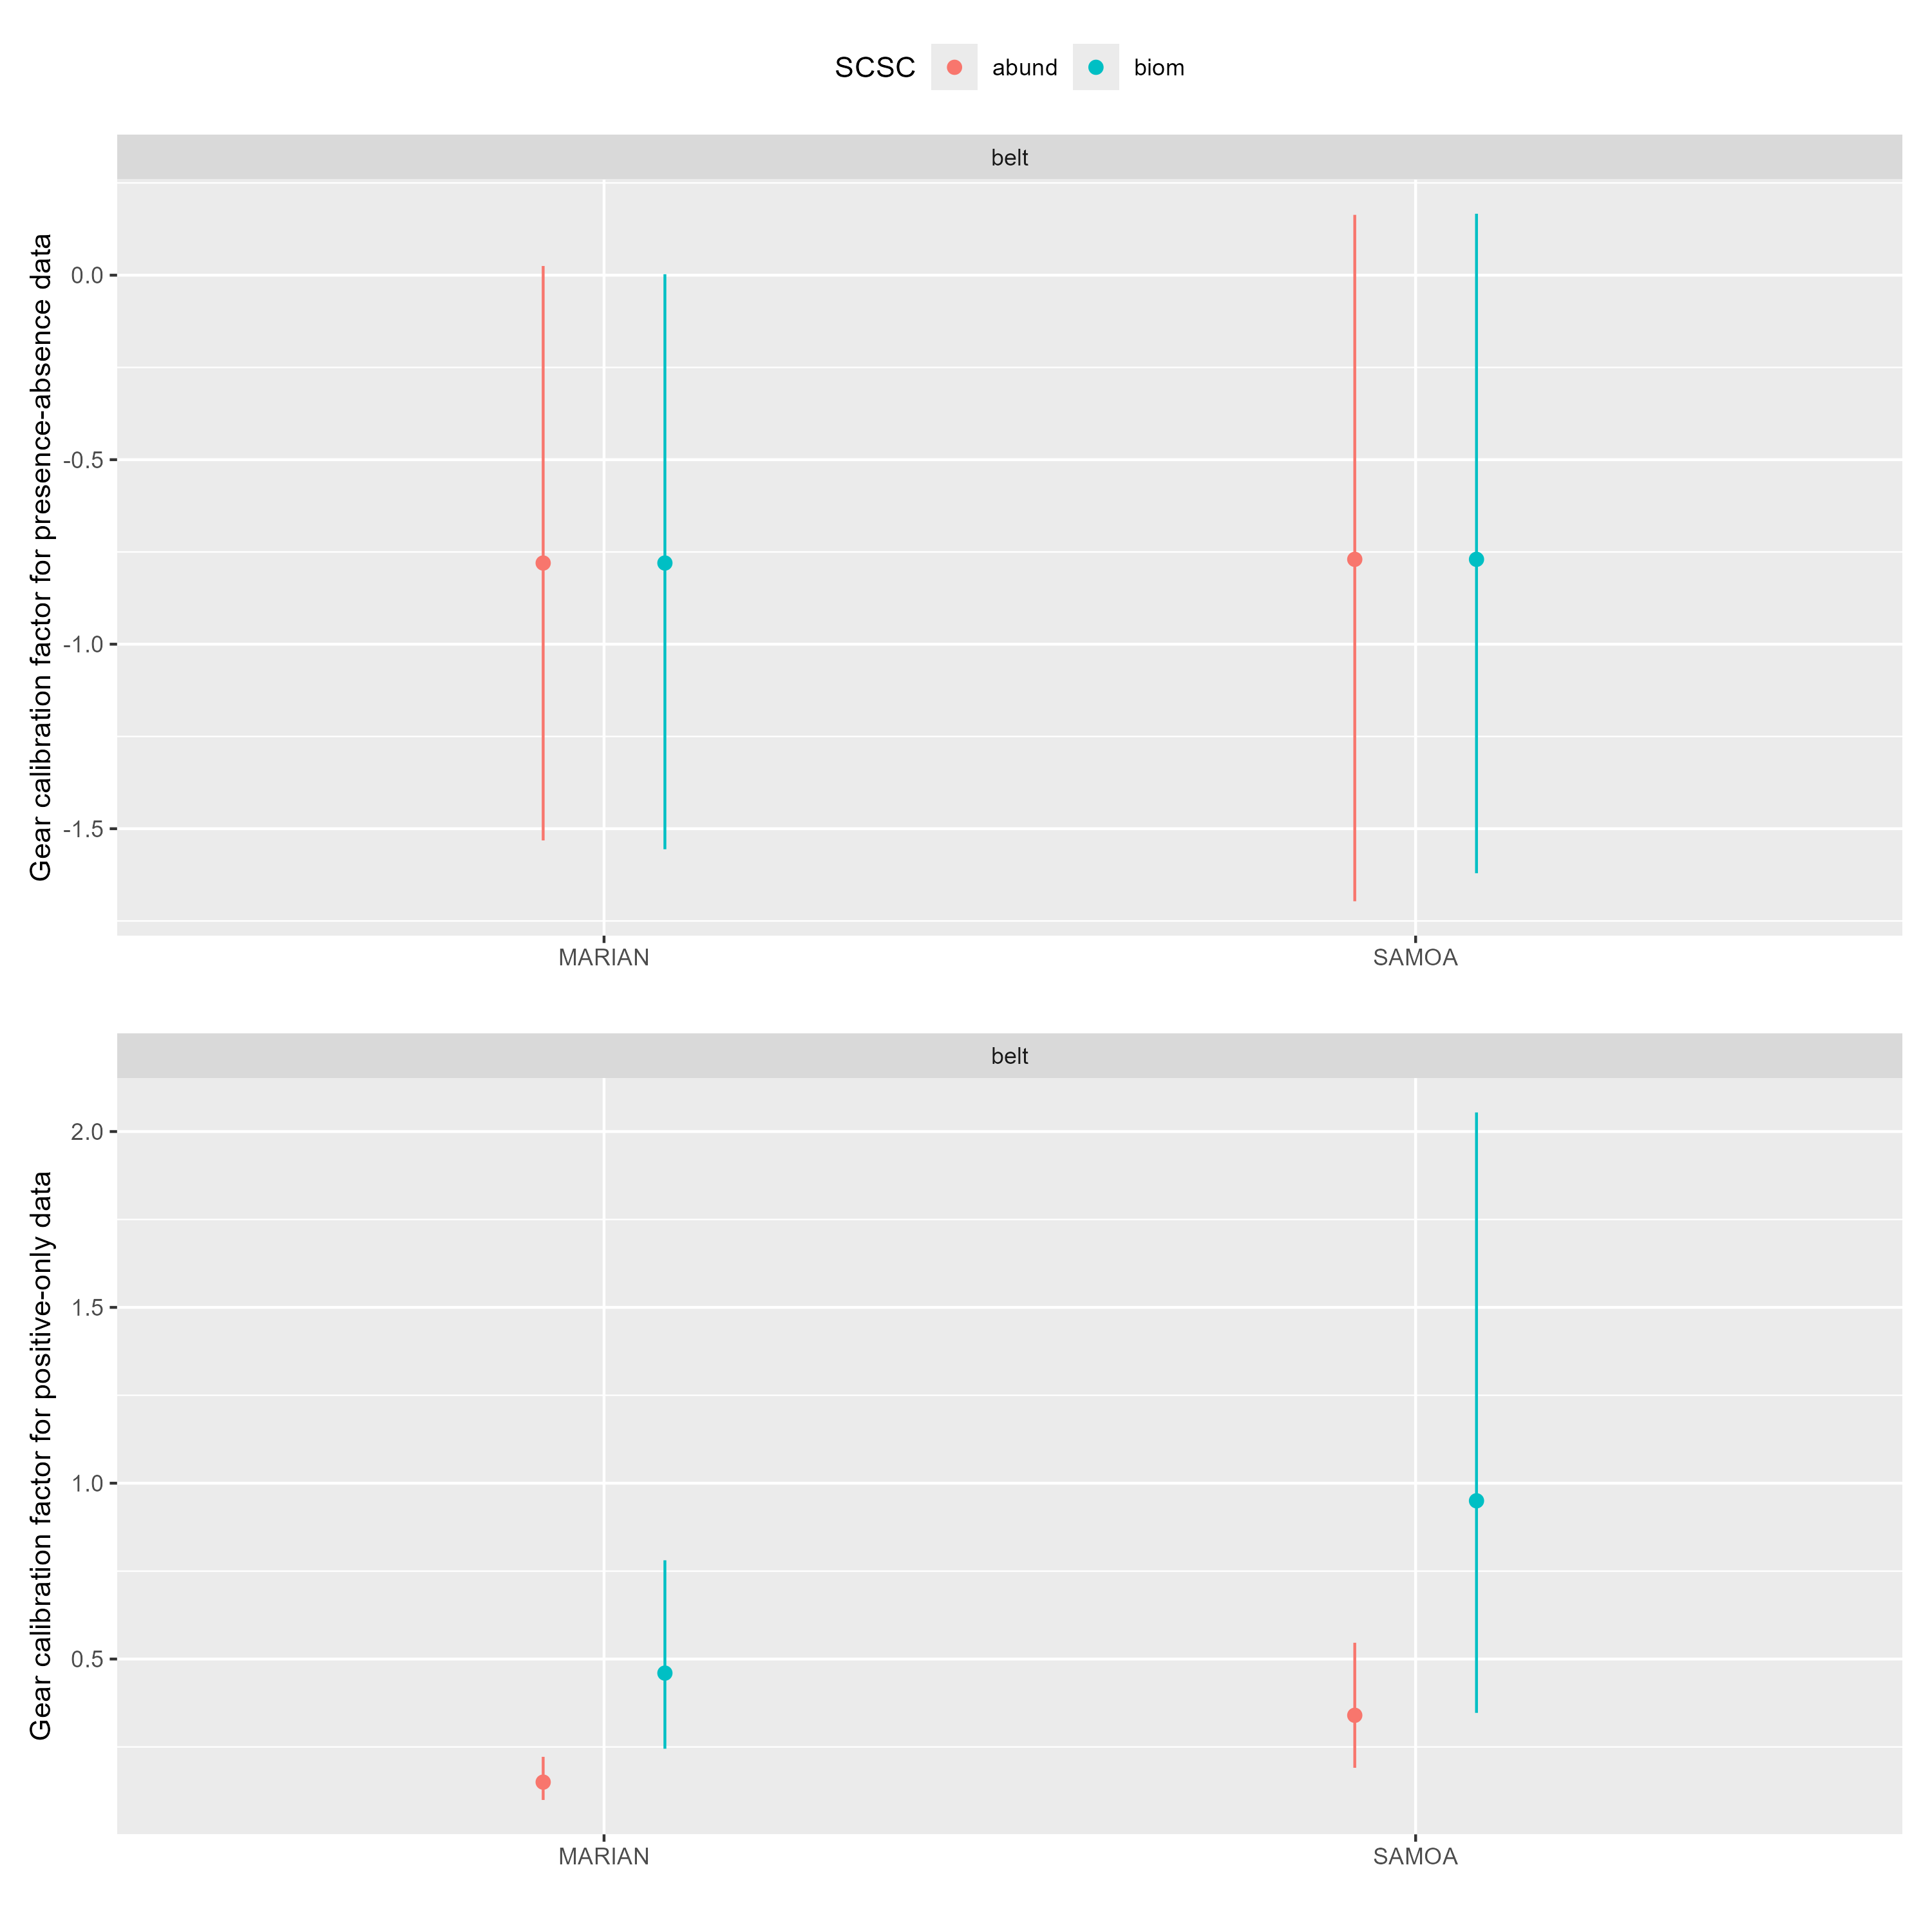 SCSC abund biom
belt
Gear calibration factor for presence-absence data
0.0
-0.5
-1.0
-1.5
MARIAN SAMOA
belt
Gear calibration factor for positive-only data
2.0
1.5
1.0
0.5
MARIAN SAMOA